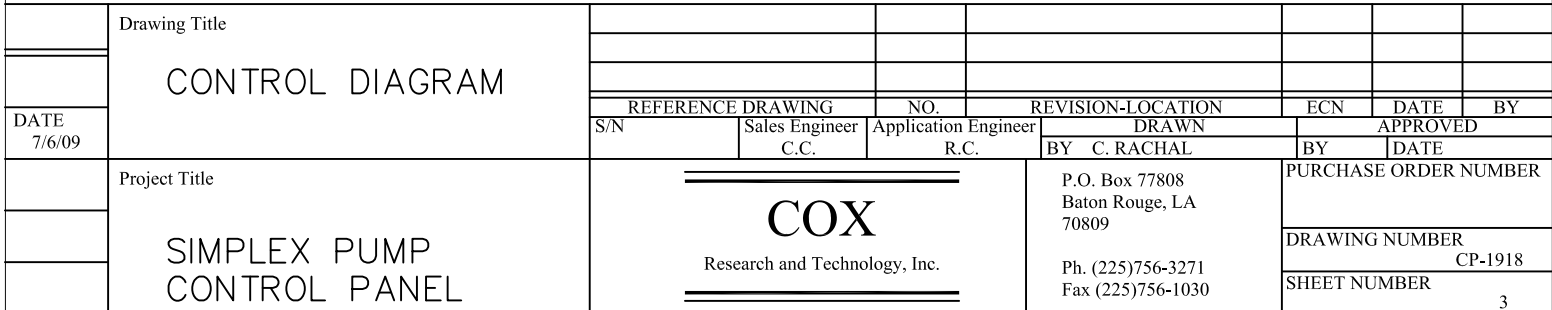 Drawing Title
CONTROL DIAGRAM
DATE
7/6/09
REFERENCE DRAWING NO. REVISION-LOCATION ECN DATE BY
S/N Sales Engineer Application Engineer DRAWN APPROVED
C.C. R.C. BY C. RACHAL BY DATE
Project Title
SIMPLEX PUMP
CONTROL PANEL
COX
Research and Technology, Inc.
P.O. Box 77808
Baton Rouge, LA
70809
Ph. (225)756-3271
Fax (225)756-1030
PURCHASE ORDER NUMBER
DRAWING NUMBER
CP-1918
SHEET NUMBER
3